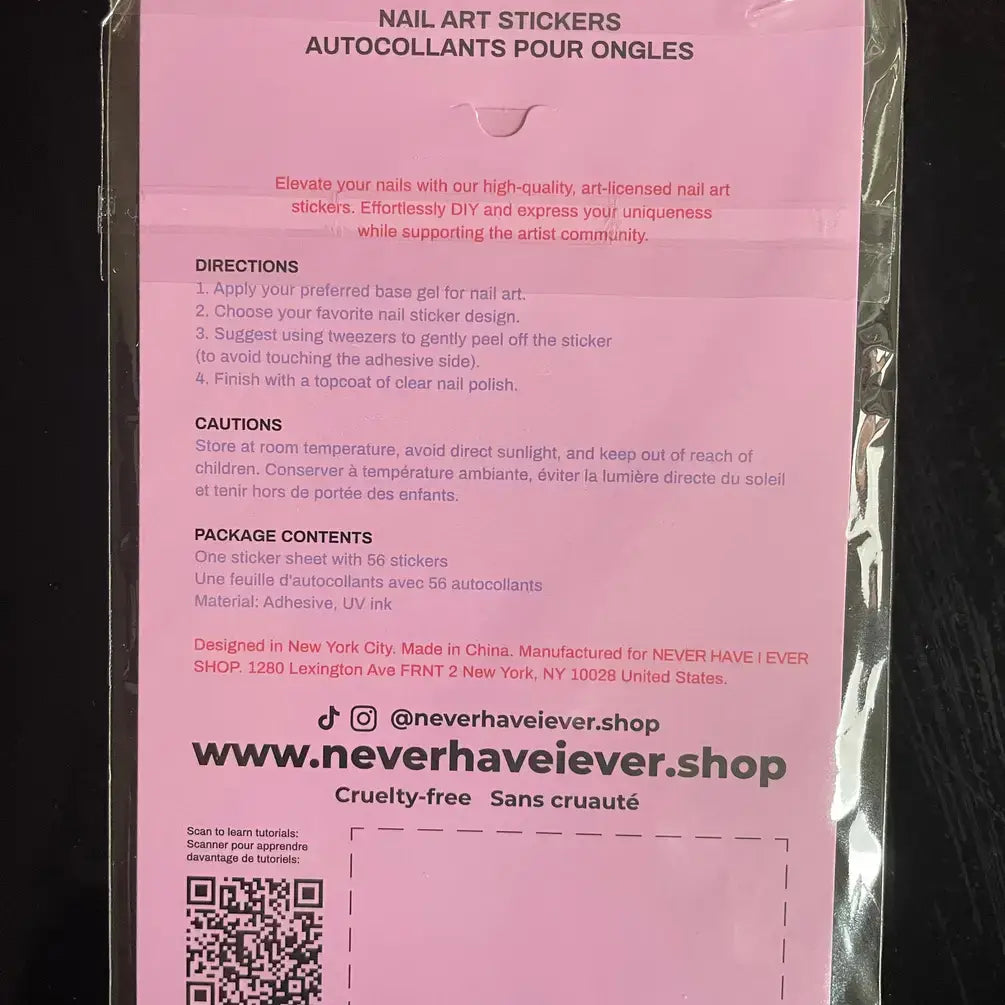 NAIL ART STICKERS
AUTOCOLLANTS POUR ONGLES
Elevate your nails with our high-quality, art-licensed nail art
stickers. Effortlessly DIY and express your uniqueness
while supporting the artist community.
DIRECTIONS
1. Apply your preferred base gel for nail art.
2. Choose your favorite nail sticker design.
3. Suggest using tweezers to gently peel off the sticker
(to avoid touching the adhesive side).
4. Finish with a topcoat of clear nail polish.
CAUTIONS
Store at room temperature, avoid direct sunlight, and keep out of reach of
children. Conserver à température ambiante, éviter la lumière directe du soleil
et tenir hors de portée des enfants.
PACKAGE CONTENTS
One sticker sheet with 56 stickers
Une feuille d'autocollants avec 56 autocollants
Material: Adhesive, UV ink
Designed in New York City. Made in China. Manufactured for NEVER HAVE I EVER
SHOP. 1280 Lexington Ave FRNT 2 New York, NY 10028 United States.
@neverhaveiever.shop
www.neverhaveiever.shop
Cruelty-free Sans cruauté
Scan to learn tutorials:
Scanner pour apprendre
davantage de tutoriels: